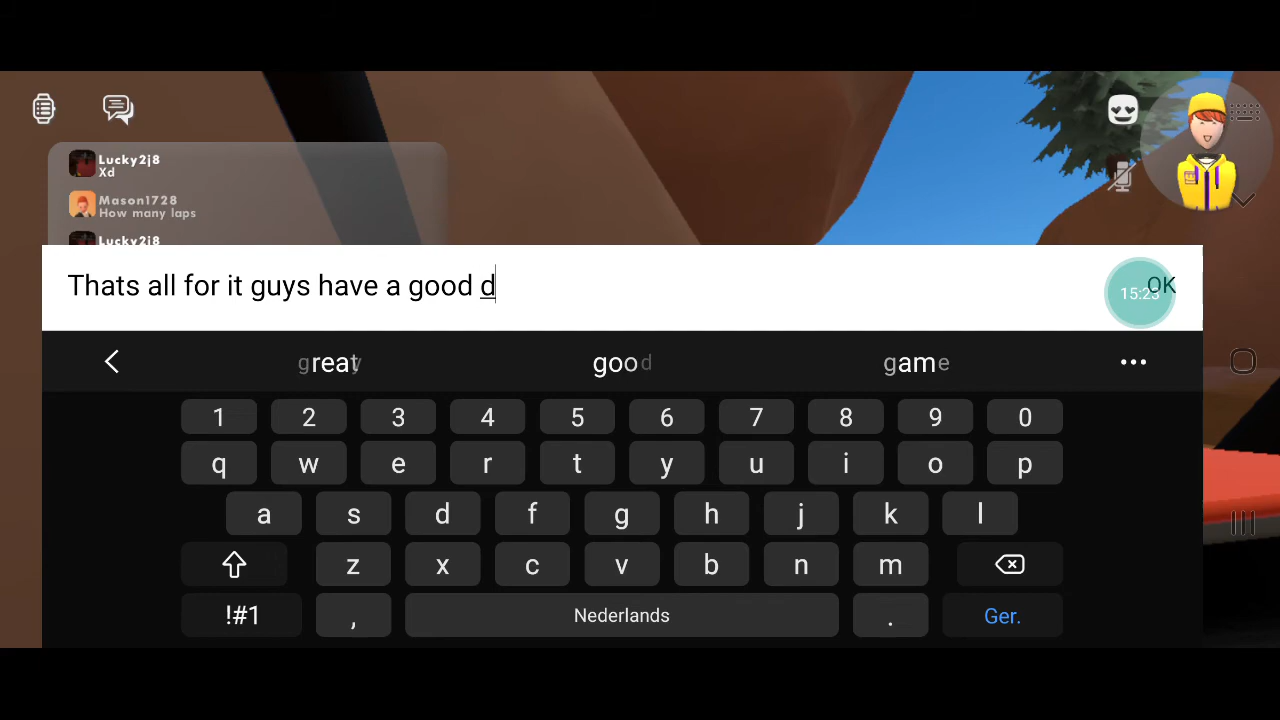 Lucky2j8
Xd
Mason1728
How many laps
Lucky2j8
Thats all for it guys have a good d
OK
15:23
great
good
game
1 2 3 4 5 6 7 8 9 0
q w e r t y u i o p
a s d f g h j k l
z x c v b n m
!#1 , Nederlands . Ger.